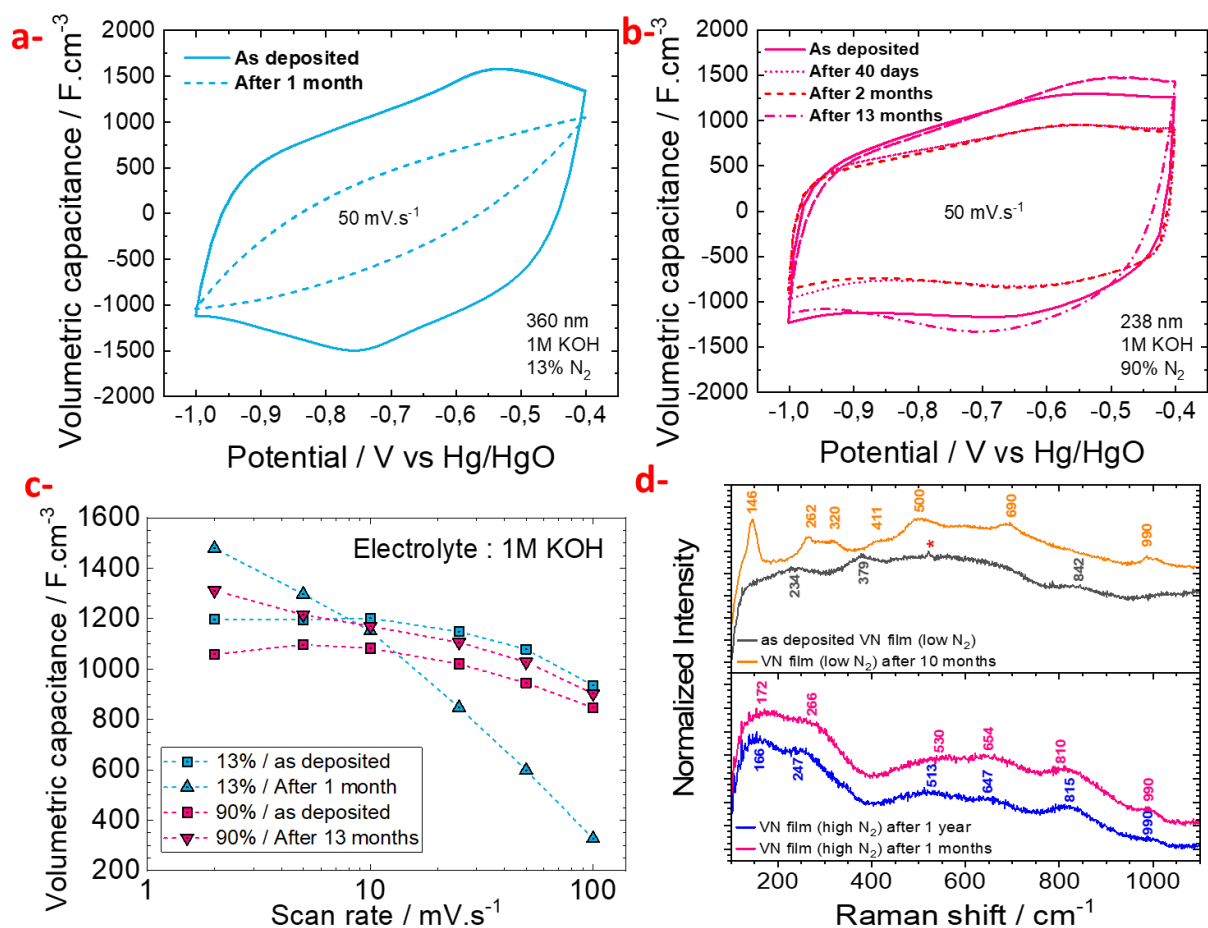 a-
Volumetric capacitance / F.cm⁻³
2000
1500
1000
500
0
-500
-1000
-1500
-2000
As deposited
After 1 month
50 mV.s⁻¹
360 nm
1M KOH
13% N₂
-1,0 -0,9 -0,8 -0,7 -0,6 -0,5 -0,4
Potential / V vs Hg/HgO
b-
Volumetric capacitance / F.cm⁻³
2000
1500
1000
500
0
-500
-1000
-1500
-2000
As deposited
After 40 days
After 2 months
After 13 months
50 mV.s⁻¹
238 nm
1M KOH
90% N₂
-1,0 -0,9 -0,8 -0,7 -0,6 -0,5 -0,4
Potential / V vs Hg/HgO
c-
Volumetric capacitance / F.cm⁻³
1600
1400
1200
1000
800
600
400
200
Electrolyte : 1M KOH
13% / as deposited
13% / After 1 month
90% / as deposited
90% / After 13 months
1 10 100
Scan rate / mV.s⁻¹
d-
Normalized Intensity
146 262 320 411 500 690 990
*
234 379 842
as deposited VN film (low N₂)
VN film (low N₂) after 10 months
172 266 530 654 810 990
166 247 513 647 815 990
VN film (high N₂) after 1 year
VN film (high N₂) after 1 months
200 400 600 800 1000
Raman shift / cm⁻¹